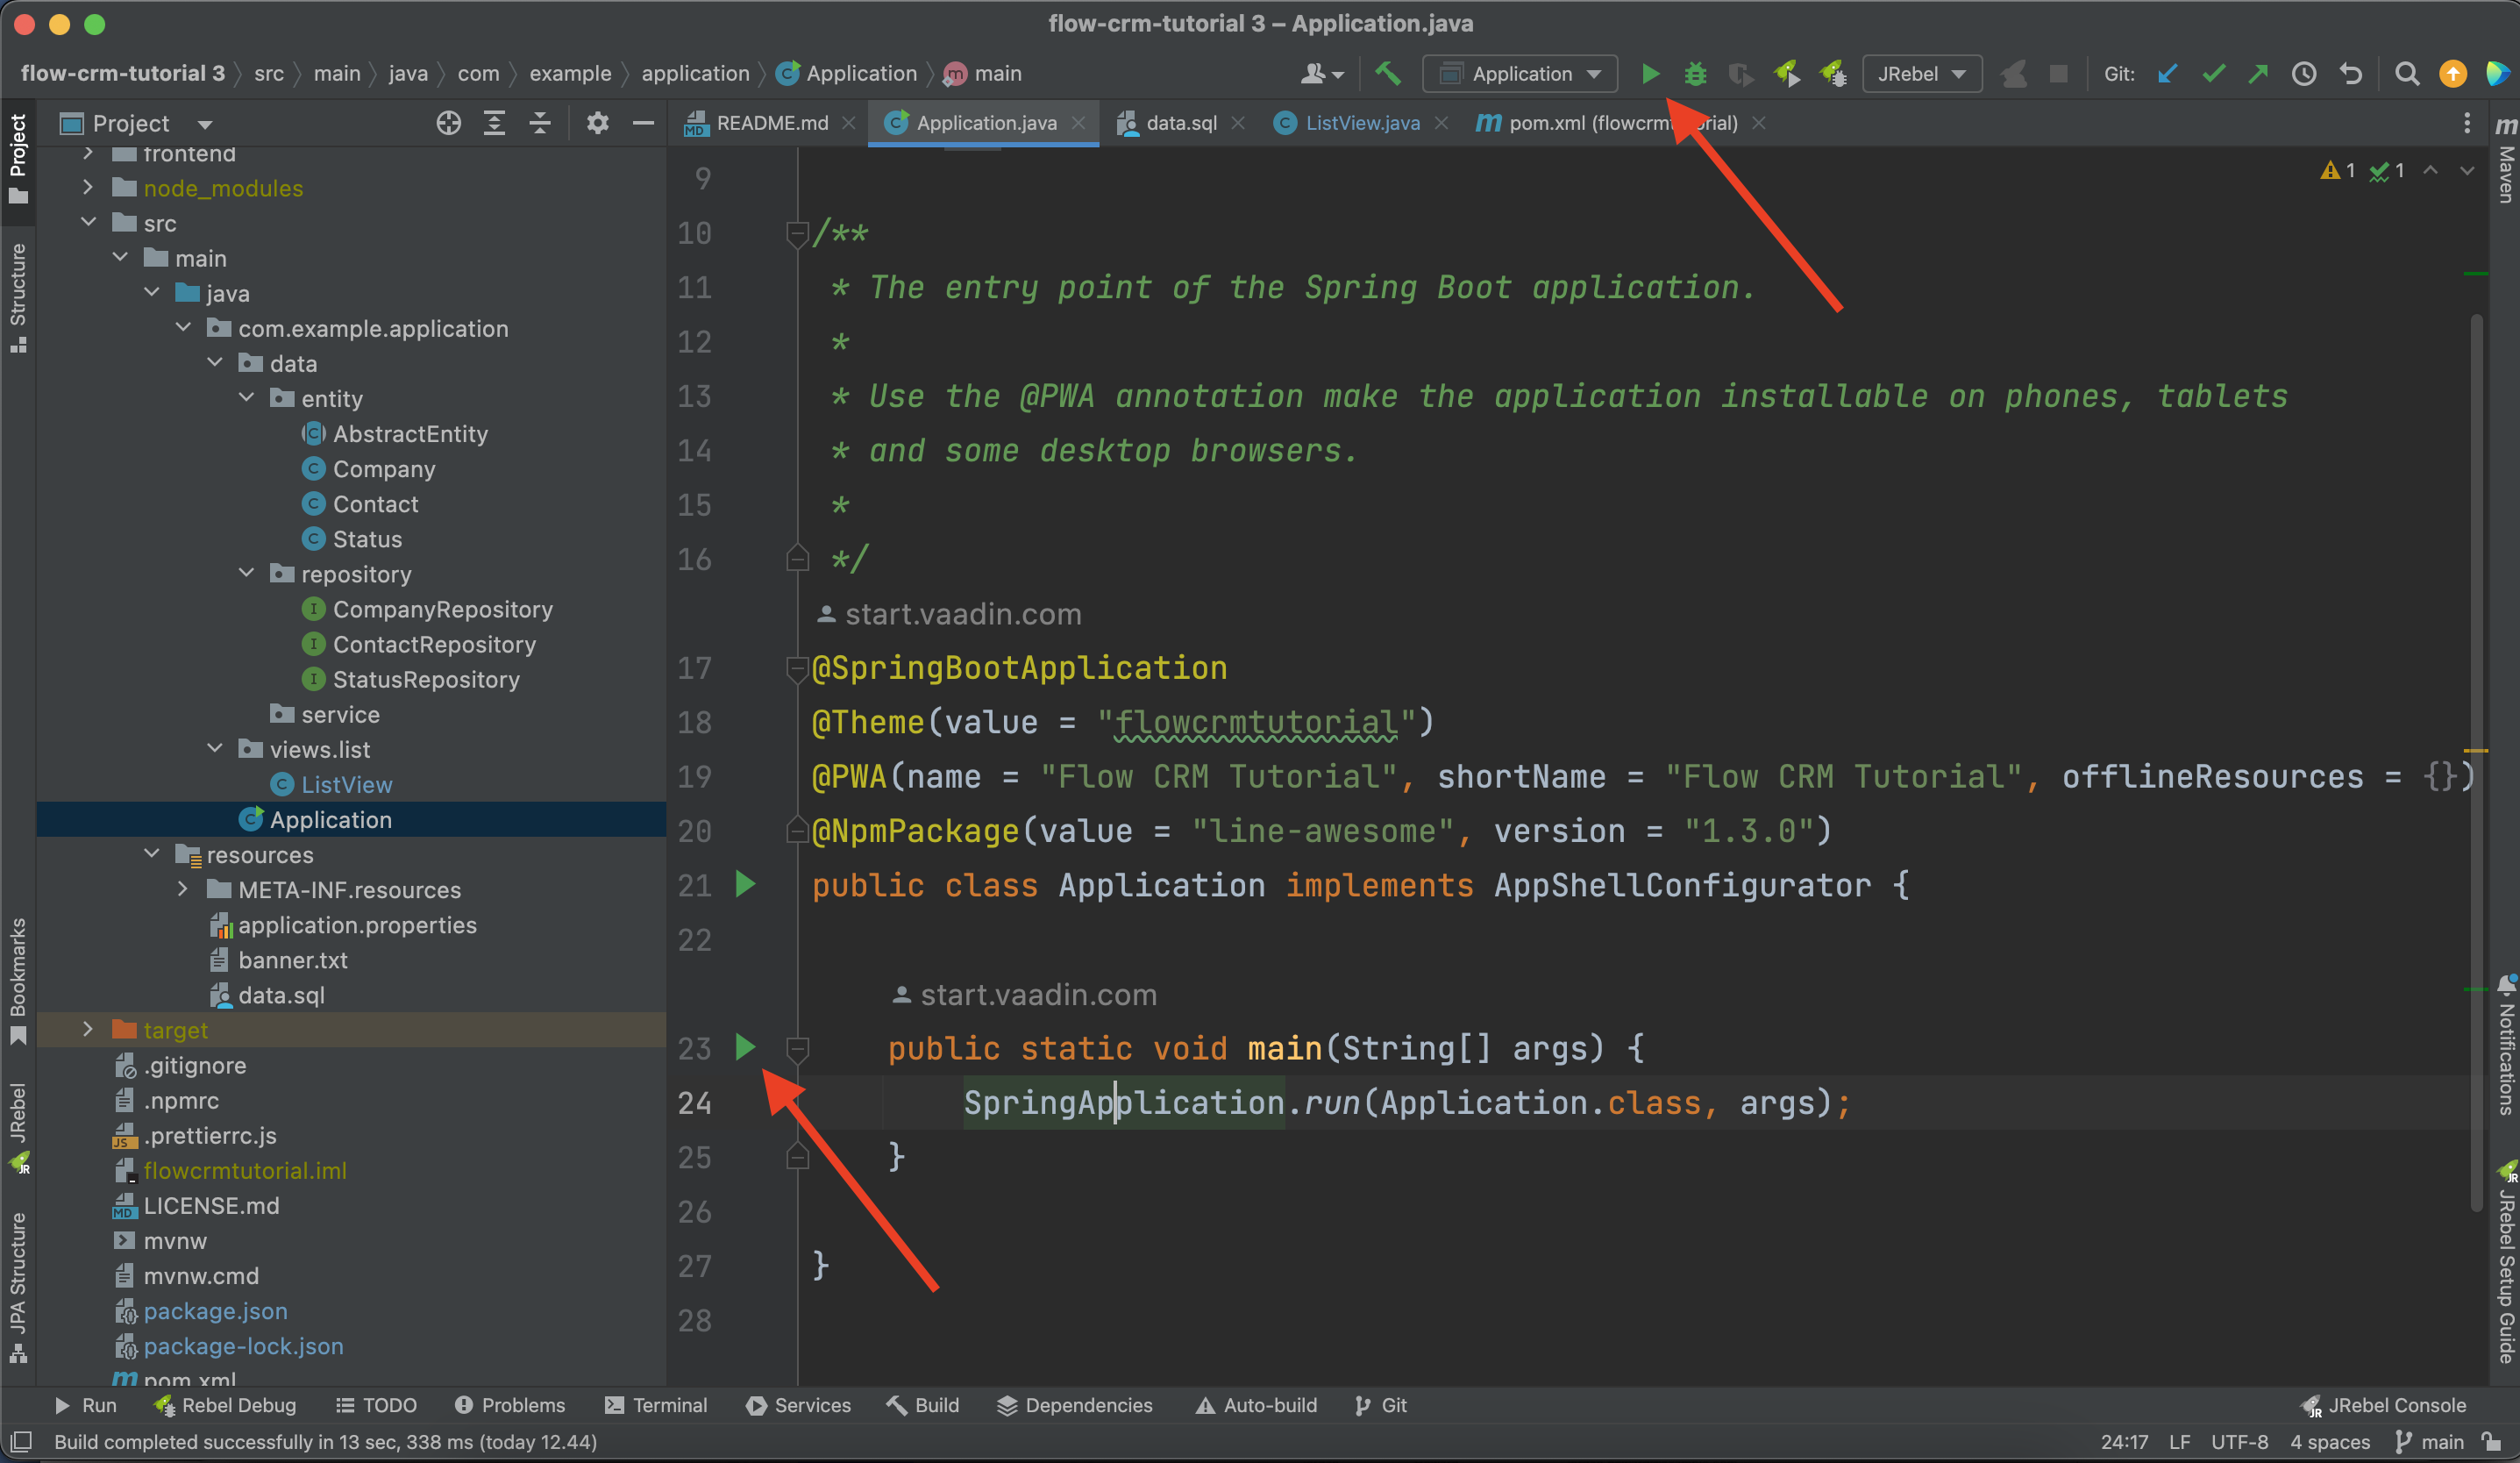 flow-crm-tutorial 3 – Application.java
flow-crm-tutorial 3 src main java com example application Application main
Application
JRebel
Git:
Project
README.md
Application.java
data.sql
ListView.java
pom.xml (flowcrmtutorial)
Project
Structure
Bookmarks
JRebel
JPA Structure
frontend
node_modules
src
main
java
com.example.application
data
entity
AbstractEntity
Company
Contact
Status
repository
CompanyRepository
ContactRepository
StatusRepository
service
views.list
ListView
Application
resources
META-INF.resources
application.properties
banner.txt
data.sql
target
.gitignore
.npmrc
.prettierrc.js
flowcrmtutorial.iml
LICENSE.md
mvnw
mvnw.cmd
package.json
package-lock.json
pom.xml
1 1
9
10 /**
11 * The entry point of the Spring Boot application.
12 *
13 * Use the @PWA annotation make the application installable on phones, tablets
14 * and some desktop browsers.
15 *
16 */
start.vaadin.com
17 @SpringBootApplication
18 @Theme(value = "flowcrmtutorial")
19 @PWA(name = "Flow CRM Tutorial", shortName = "Flow CRM Tutorial", offlineResources = {})
20 @NpmPackage(value = "line-awesome", version = "1.3.0")
21 public class Application implements AppShellConfigurator {
22
start.vaadin.com
23 public static void main(String[] args) {
24 SpringApplication.run(Application.class, args);
25 }
26
27 }
28
Maven
Notifications
JRebel Setup Guide
Run Rebel Debug TODO Problems Terminal Services Build Dependencies Auto-build Git JRebel Console
Build completed successfully in 13 sec, 338 ms (today 12.44) 24:17 LF UTF-8 4 spaces main